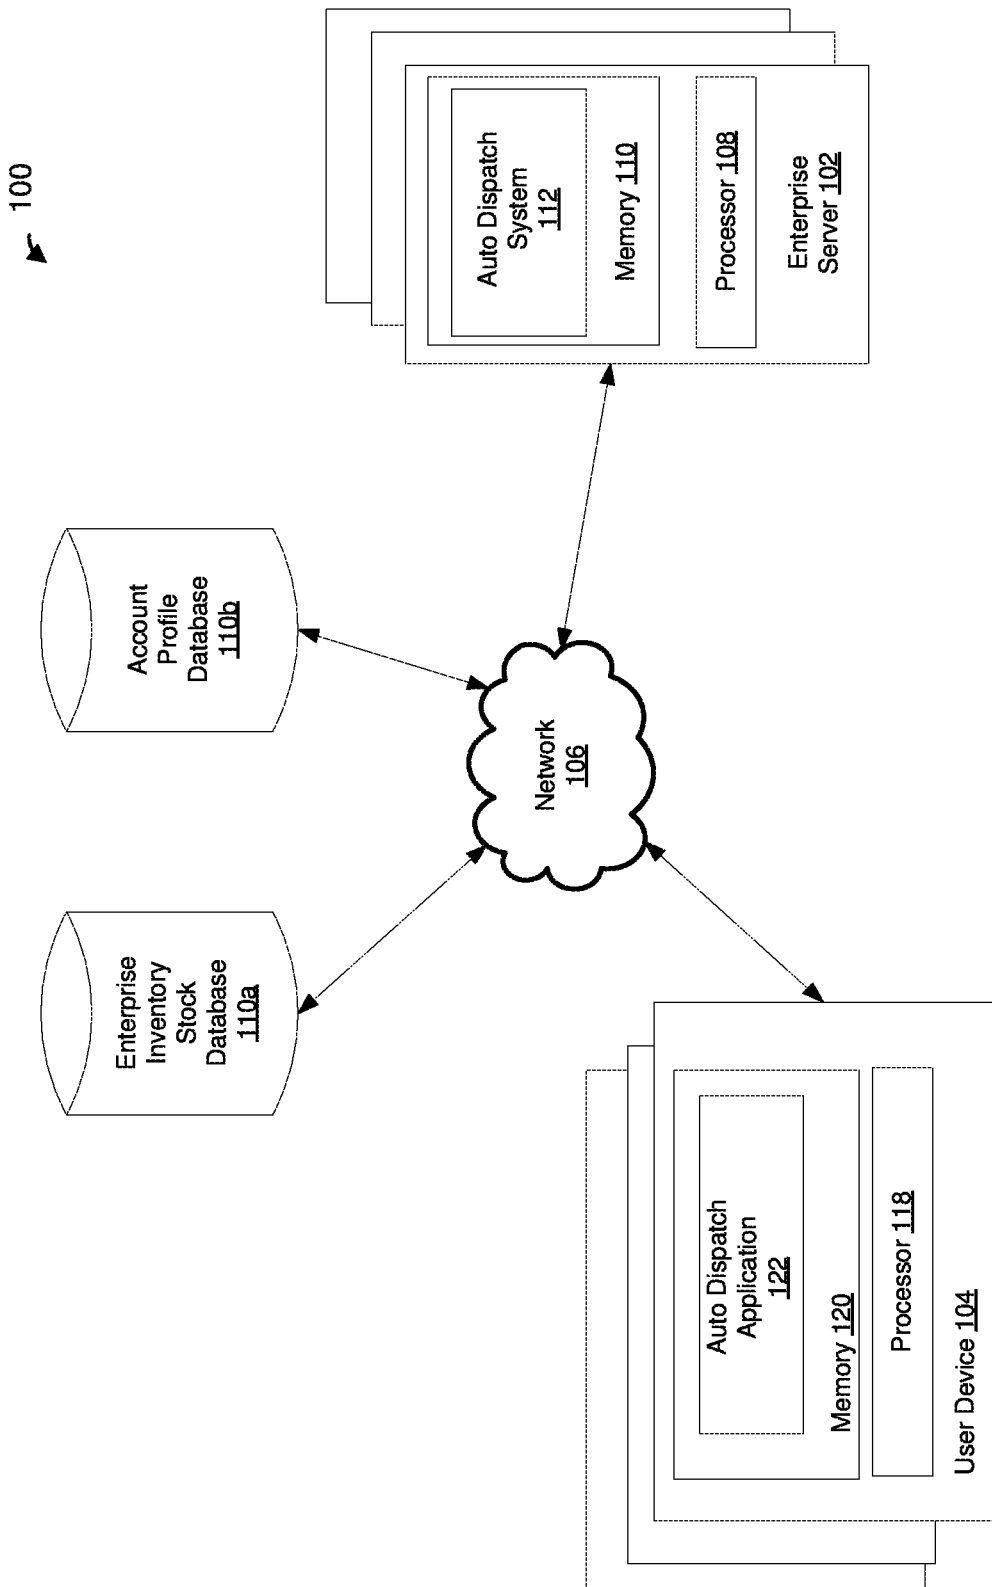 100
Enterprise
Inventory
Stock
Database
110a
Account
Profile
Database
110b
Auto Dispatch
System
112
Memory 110
Processor 108
Enterprise
Server 102
Network
106
Auto Dispatch
Application
122
Memory 120
Processor 118
User Device 104